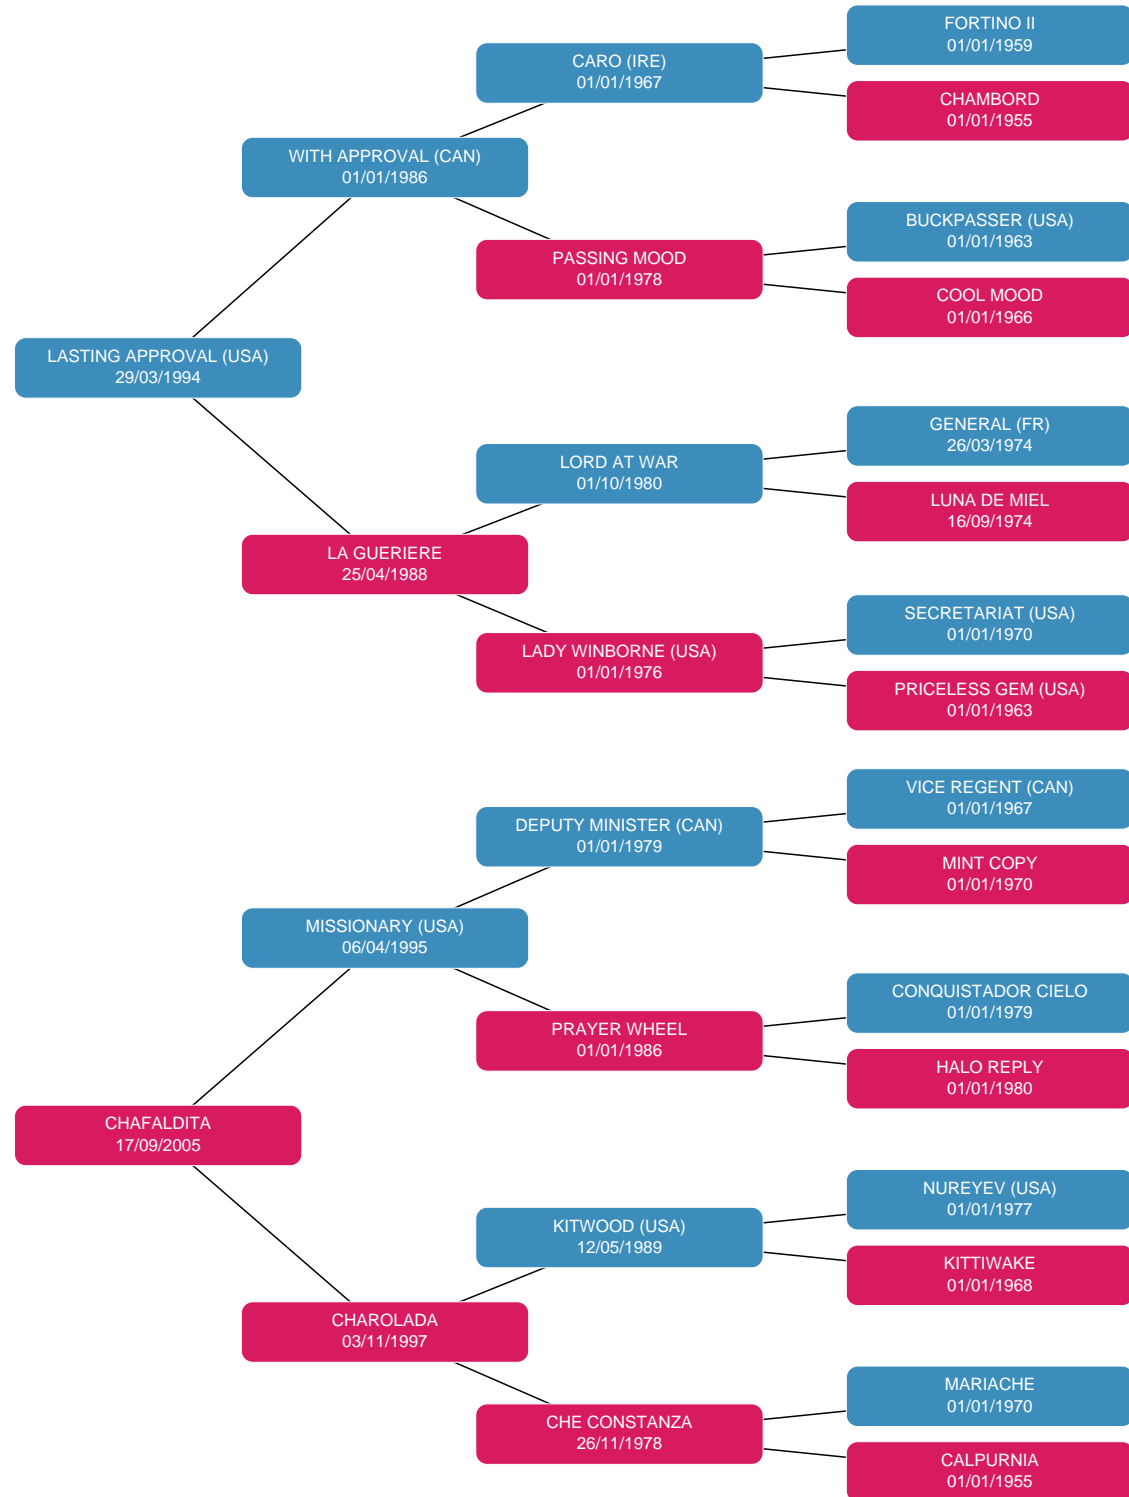 FORTINO II
01/01/1959
CARO (IRE)
01/01/1967
CHAMBORD
01/01/1955
WITH APPROVAL (CAN)
01/01/1986
BUCKPASSER (USA)
01/01/1963
PASSING MOOD
01/01/1978
COOL MOOD
01/01/1966
LASTING APPROVAL (USA)
29/03/1994
GENERAL (FR)
26/03/1974
LORD AT WAR
01/10/1980
LUNA DE MIEL
16/09/1974
LA GUERIERE
25/04/1988
SECRETARIAT (USA)
01/01/1970
LADY WINBORNE (USA)
01/01/1976
PRICELESS GEM (USA)
01/01/1963
VICE REGENT (CAN)
01/01/1967
DEPUTY MINISTER (CAN)
01/01/1979
MINT COPY
01/01/1970
MISSIONARY (USA)
06/04/1995
CONQUISTADOR CIELO
01/01/1979
PRAYER WHEEL
01/01/1986
HALO REPLY
01/01/1980
CHAFALDITA
17/09/2005
NUREYEV (USA)
01/01/1977
KITWOOD (USA)
12/05/1989
KITTIWAKE
01/01/1968
CHAROLADA
03/11/1997
MARIACHE
01/01/1970
CHE CONSTANZA
26/11/1978
CALPURNIA
01/01/1955